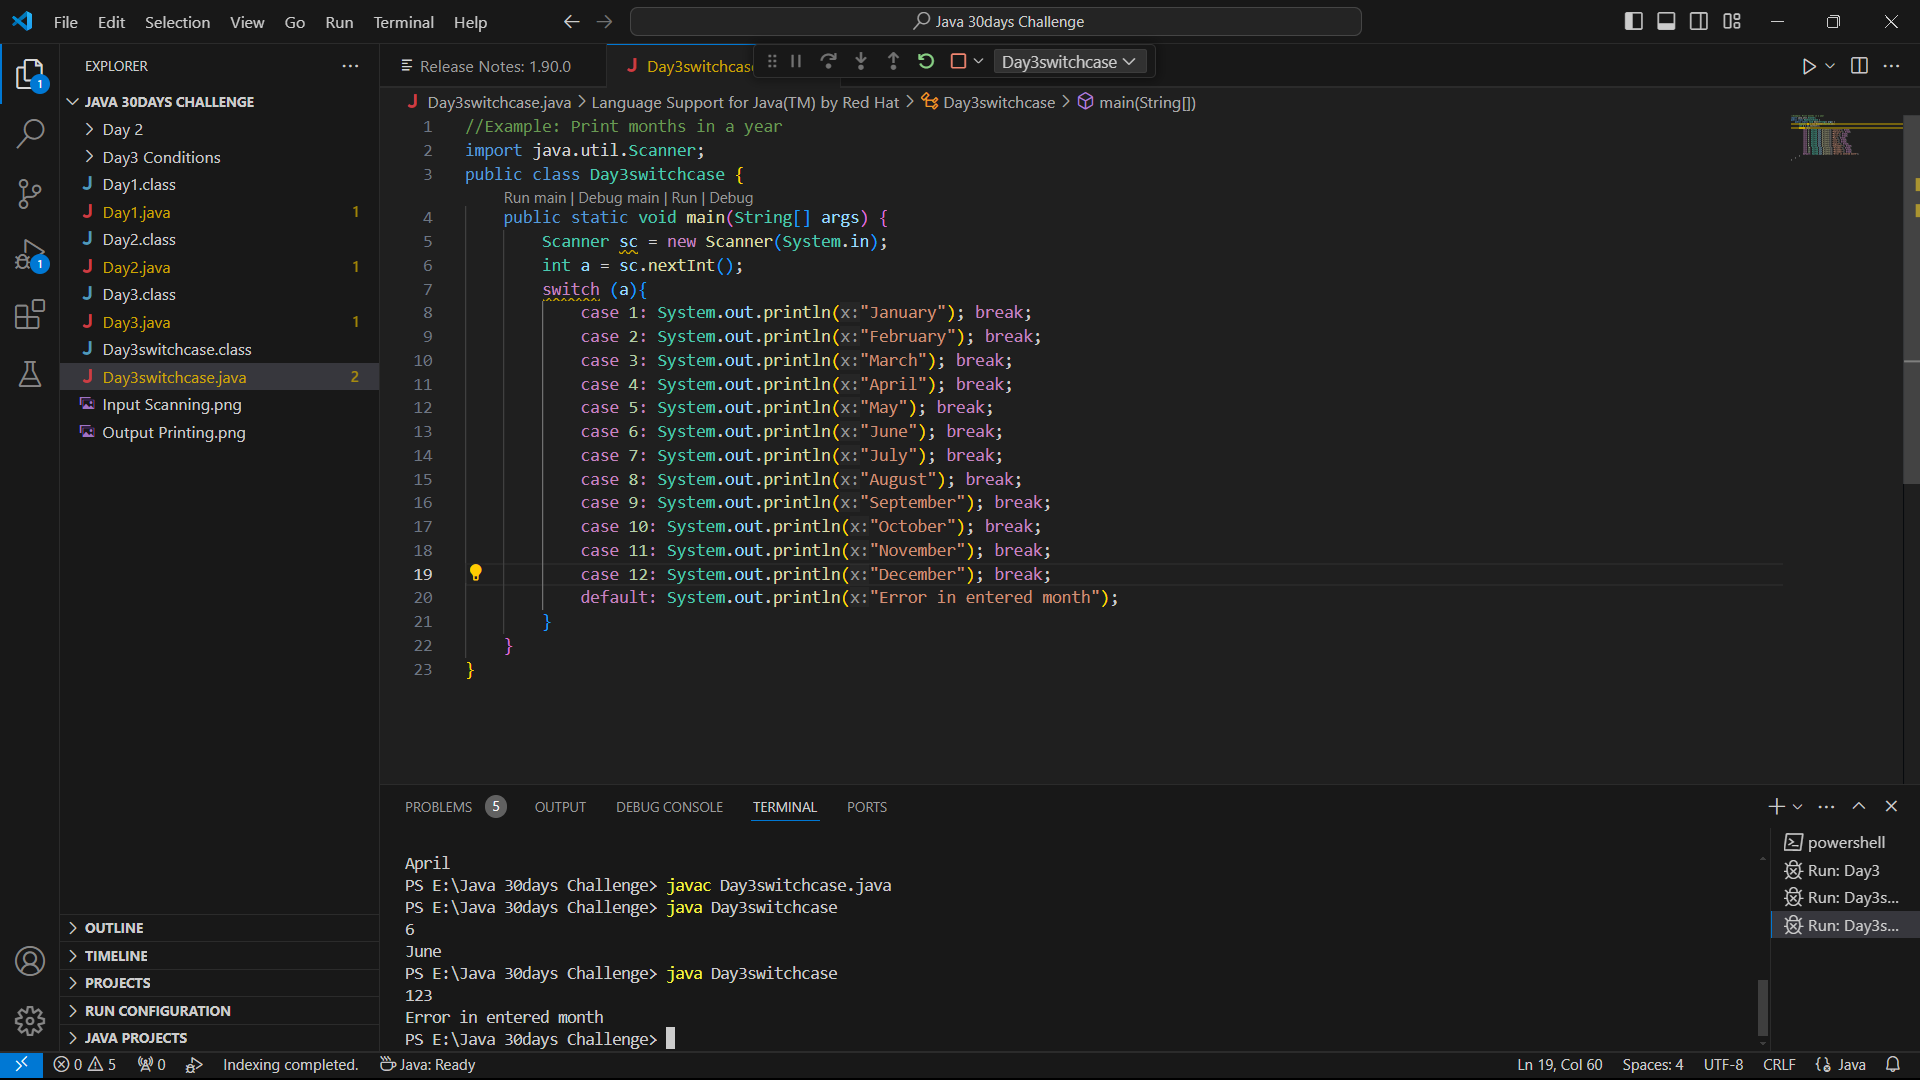 File Edit Selection View Go Run Terminal Help
Java 30days Challenge
EXPLORER
JAVA 30DAYS CHALLENGE
Day 2
Day3 Conditions
Day1.class
Day1.java 1
Day2.class
Day2.java 1
Day3.class
Day3.java 1
Day3switchcase.class
Day3switchcase.java 2
Input Scanning.png
Output Printing.png
OUTLINE
TIMELINE
PROJECTS
RUN CONFIGURATION
JAVA PROJECTS
1
1
Release Notes: 1.90.0
Day3switchcase
Day3switchcase
Day3switchcase.java > Language Support for Java(TM) by Red Hat > Day3switchcase > main(String[])
1 //Example: Print months in a year
2 import java.util.Scanner;
3 public class Day3switchcase {
Run main | Debug main | Run | Debug
4 public static void main(String[] args) {
5 Scanner sc = new Scanner(System.in);
6 int a = sc.nextInt();
7 switch (a){
8 case 1: System.out.println(x:"January"); break;
9 case 2: System.out.println(x:"February"); break;
10 case 3: System.out.println(x:"March"); break;
11 case 4: System.out.println(x:"April"); break;
12 case 5: System.out.println(x:"May"); break;
13 case 6: System.out.println(x:"June"); break;
14 case 7: System.out.println(x:"July"); break;
15 case 8: System.out.println(x:"August"); break;
16 case 9: System.out.println(x:"September"); break;
17 case 10: System.out.println(x:"October"); break;
18 case 11: System.out.println(x:"November"); break;
19 case 12: System.out.println(x:"December"); break;
20 default: System.out.println(x:"Error in entered month");
21 }
22 }
23 }
PROBLEMS 5 OUTPUT DEBUG CONSOLE TERMINAL PORTS
April
PS E:\Java 30days Challenge> javac Day3switchcase.java
PS E:\Java 30days Challenge> java Day3switchcase
6
June
PS E:\Java 30days Challenge> java Day3switchcase
123
Error in entered month
PS E:\Java 30days Challenge>
powershell
Run: Day3
Run: Day3s...
Run: Day3s...
0 5 0 Indexing completed. Java: Ready
Ln 19, Col 60 Spaces: 4 UTF-8 CRLF Java